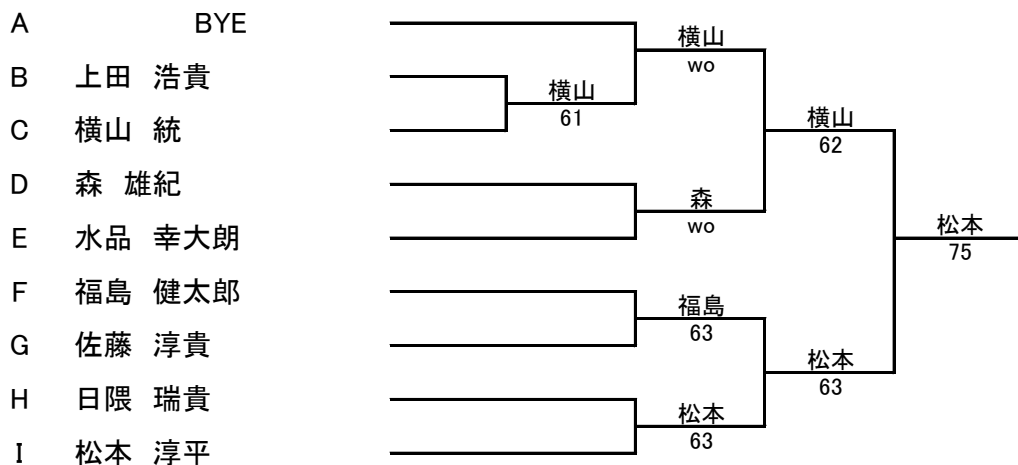 A BYE
横山
wo
B 上田 浩貴
横山
61
C 横山 統
横山
62
D 森 雄紀
森
wo
E 水品 幸大朗
松本
75
F 福島 健太郎
福島
63
G 佐藤 淳貴
松本
63
H 日隈 瑞貴
松本
63
I 松本 淳平